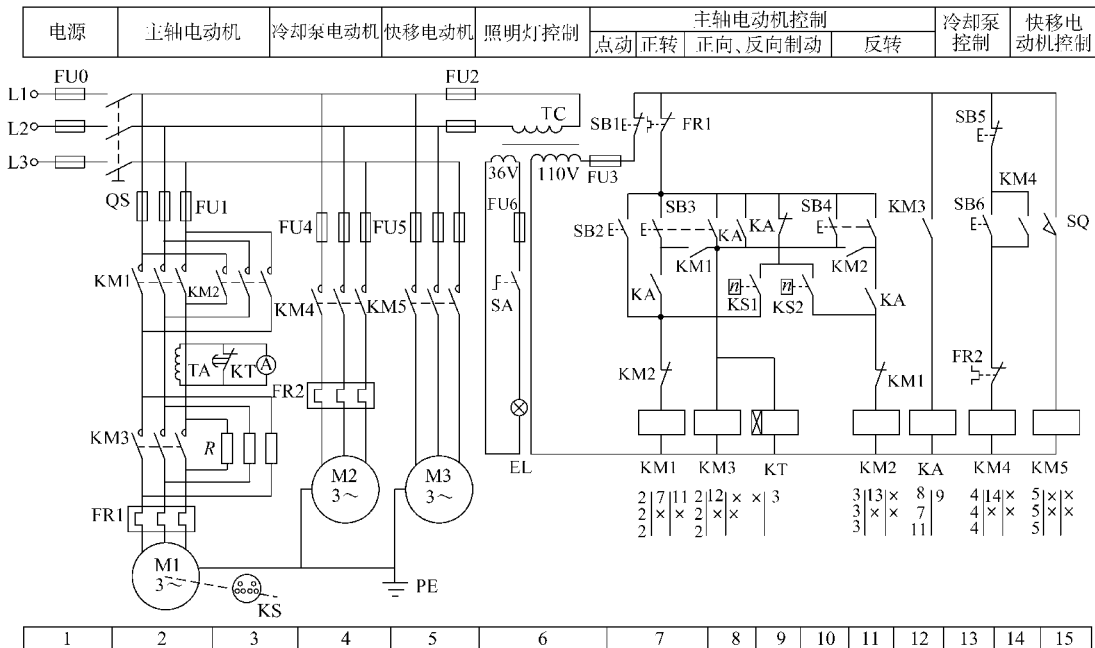 电源 主轴电动机 冷却泵电动机 快移电动机 照明灯控制 主轴电动机控制 冷却泵控制 快移电动机控制
点动 正转 正向、反向制动 反转
FU0 FU2
L1 TC SB5
L2 SB1 FR1
L3 36V 110V FU3
QS FU1 FU6 SB3 SB4 KM3 KM4
FU4 FU5 SB2 KA KA SB6 SQ
KM1 KM2
KM1 KM2 KM4 KM5 SA KA n KS1 n KS2 KA
TA KT A FR2
FR2 KM2 KM1
KM3 R
EL KM1 KM3 KT KM2 KA KM4 KM5
M2 3~ M3 3~
2 7 11 2 12 × × 3 3 13 × 8 9 4 14 × 5 × ×
2 × × 2 × × 3 × × 7 4 × × 5 × ×
2 2 3 11 4 5
FR1
M1 3~ PE
KS
1 2 3 4 5 6 7 8 9 10 11 12 13 14 15